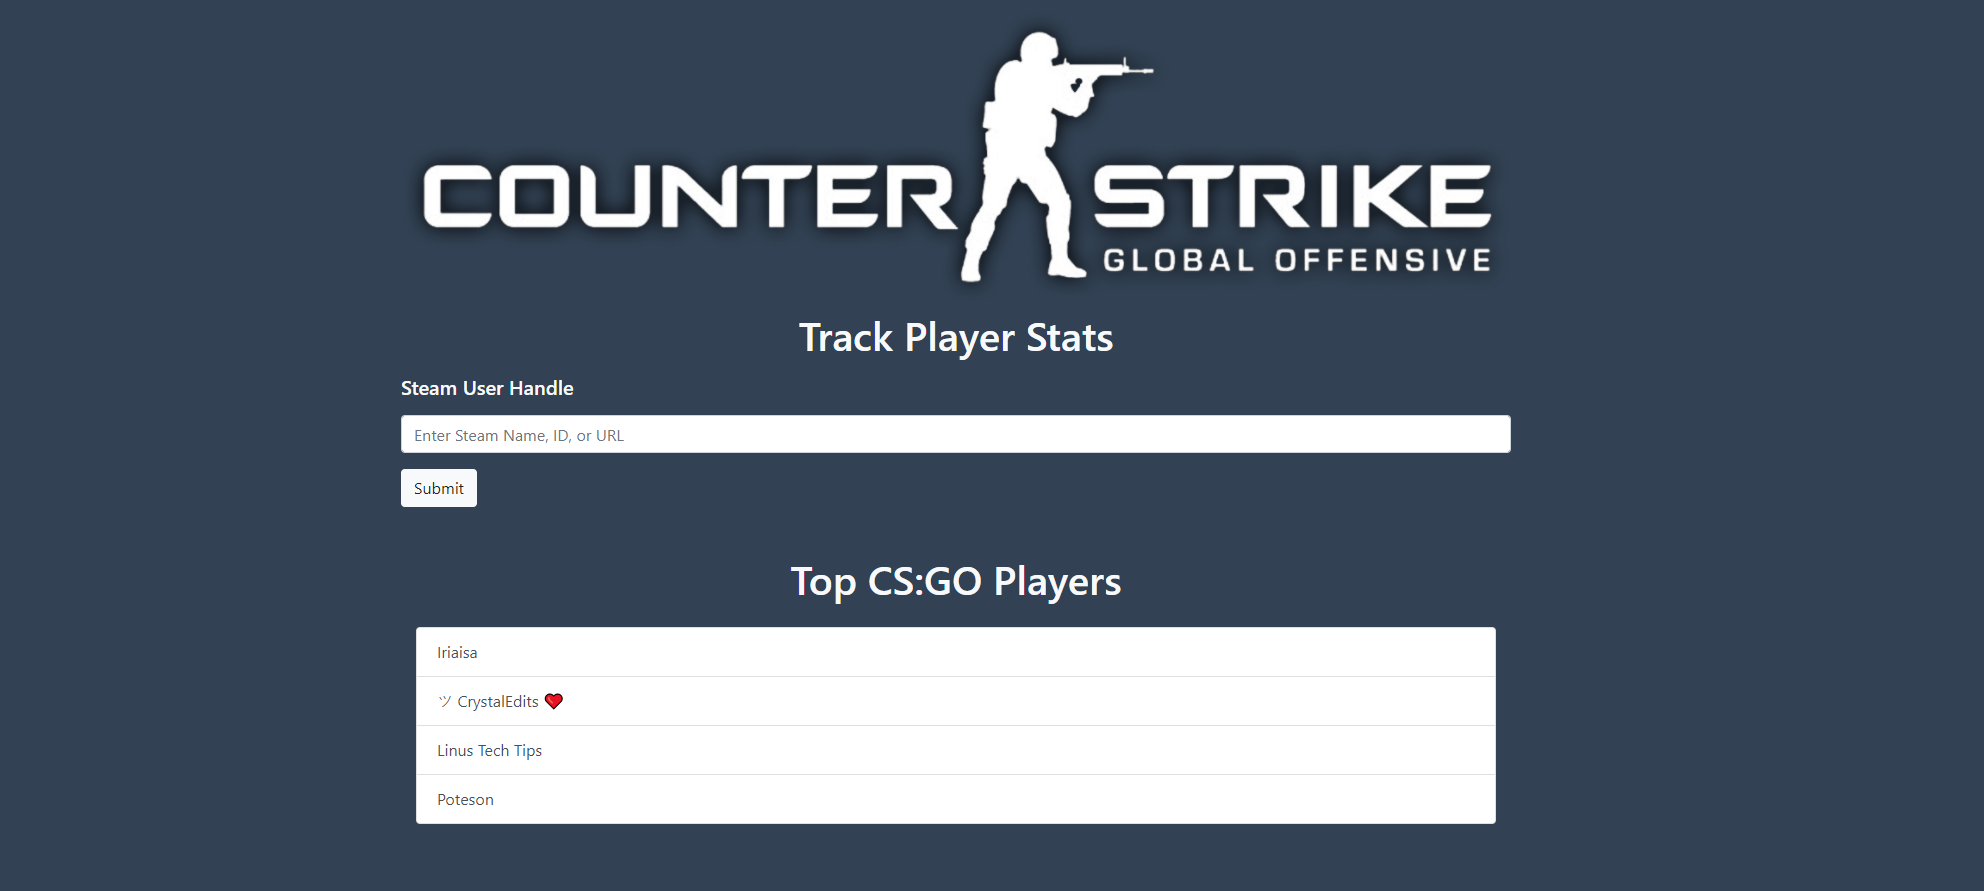 COUNTER STRIKE
GLOBAL OFFENSIVE
Track Player Stats
Steam User Handle
Enter Steam Name, ID, or URL
Submit
Top CS:GO Players
Iriaisa
ツ CrystalEdits ❤
Linus Tech Tips
Poteson